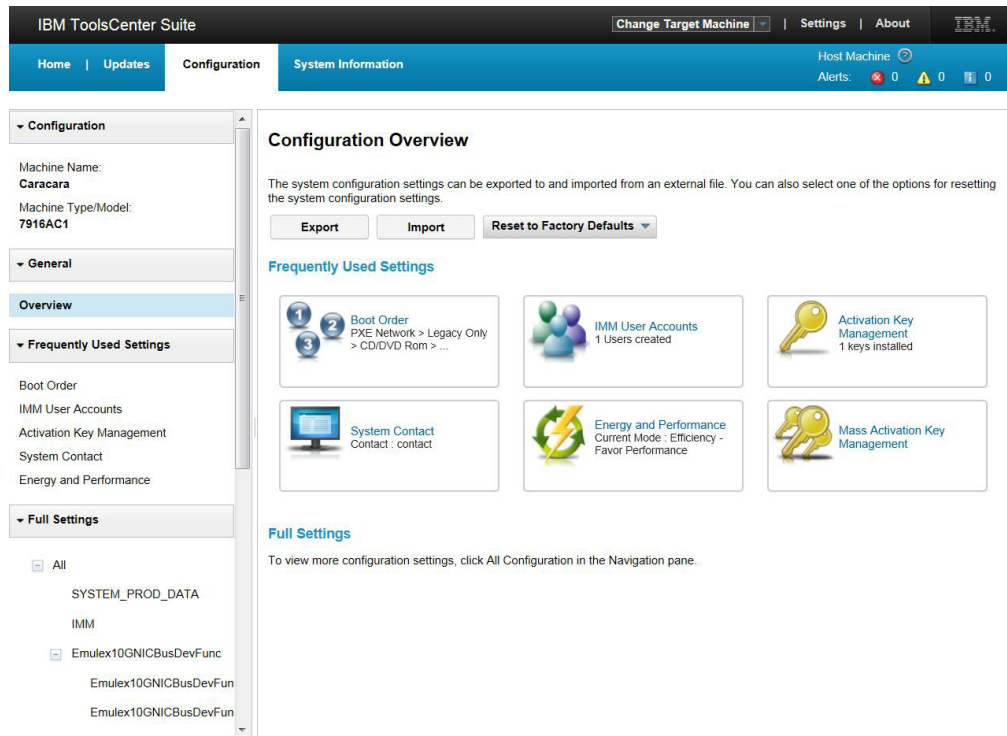 IBM ToolsCenter Suite
Change Target Machine | Settings | About
IBM.
Home | Updates
Configuration
System Information
Host Machine
Alerts: 0 0 0
Configuration
Machine Name:
Caracara
Machine Type/Model:
7916AC1
General
Overview
Frequently Used Settings
Boot Order
IMM User Accounts
Activation Key Management
System Contact
Energy and Performance
Full Settings
All
SYSTEM_PROD_DATA
IMM
Emulex10GNICBusDevFunc
Emulex10GNICBusDevFun
Emulex10GNICBusDevFun
Configuration Overview
The system configuration settings can be exported to and imported from an external file. You can also select one of the options for resetting
the system configuration settings.
Export
Import
Reset to Factory Defaults
Frequently Used Settings
1 2 3
Boot Order
PXE Network > Legacy Only
> CD/DVD Rom > ...
IMM User Accounts
1 Users created
Activation Key
Management
1 keys installed
System Contact
Contact : contact
Energy and Performance
Current Mode : Efficiency -
Favor Performance
Mass Activation Key
Management
Full Settings
To view more configuration settings, click All Configuration in the Navigation pane.